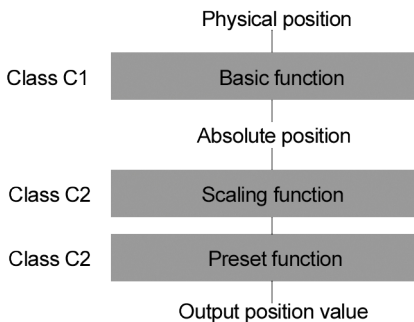 Physical position
Class C1 Basic function
Absolute position
Class C2 Scaling function
Class C2 Preset function
Output position value